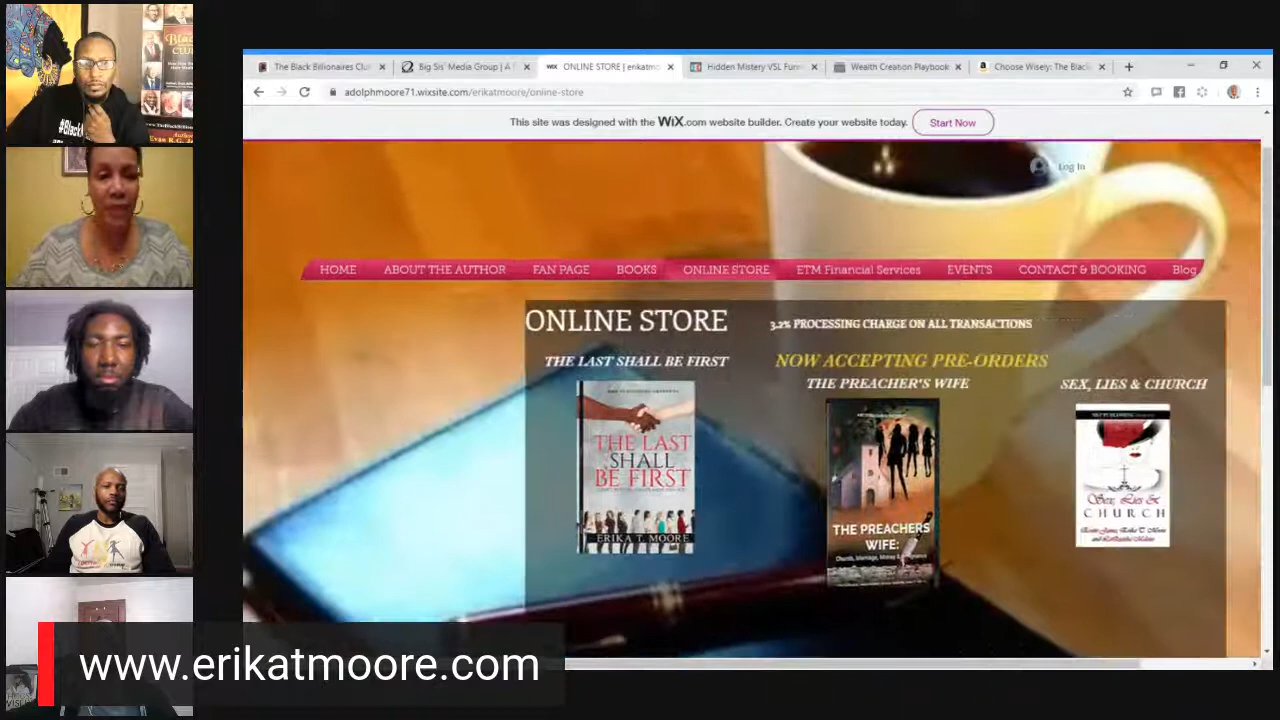 The Black Billionaires Clu
Big Sis' Media Group | A
ONLINE STORE | erikatmo
Hidden Mistery VSL Funn
Wealth Creation Playbook
Choose Wisely: The Black
adolphmoore71.wixsite.com/erikatmoore/online-store
This site was designed with the WiX.com website builder. Create your website today. Start Now
Log In
HOME ABOUT THE AUTHOR FAN PAGE BOOKS ONLINE STORE ETM Financial Services EVENTS CONTACT & BOOKING Blog
ONLINE STORE
3.2% PROCESSING CHARGE ON ALL TRANSACTIONS
THE LAST SHALL BE FIRST
NOW ACCEPTING PRE-ORDERS
THE PREACHER'S WIFE
SEX, LIES & CHURCH
THE LAST
SHALL
BE FIRST
ERIKA T. MOORE
THE PREACHERS
WIFE:
Church, Marriage, Money &
Sex, Lies &
CHURCH
www.erikatmoore.com